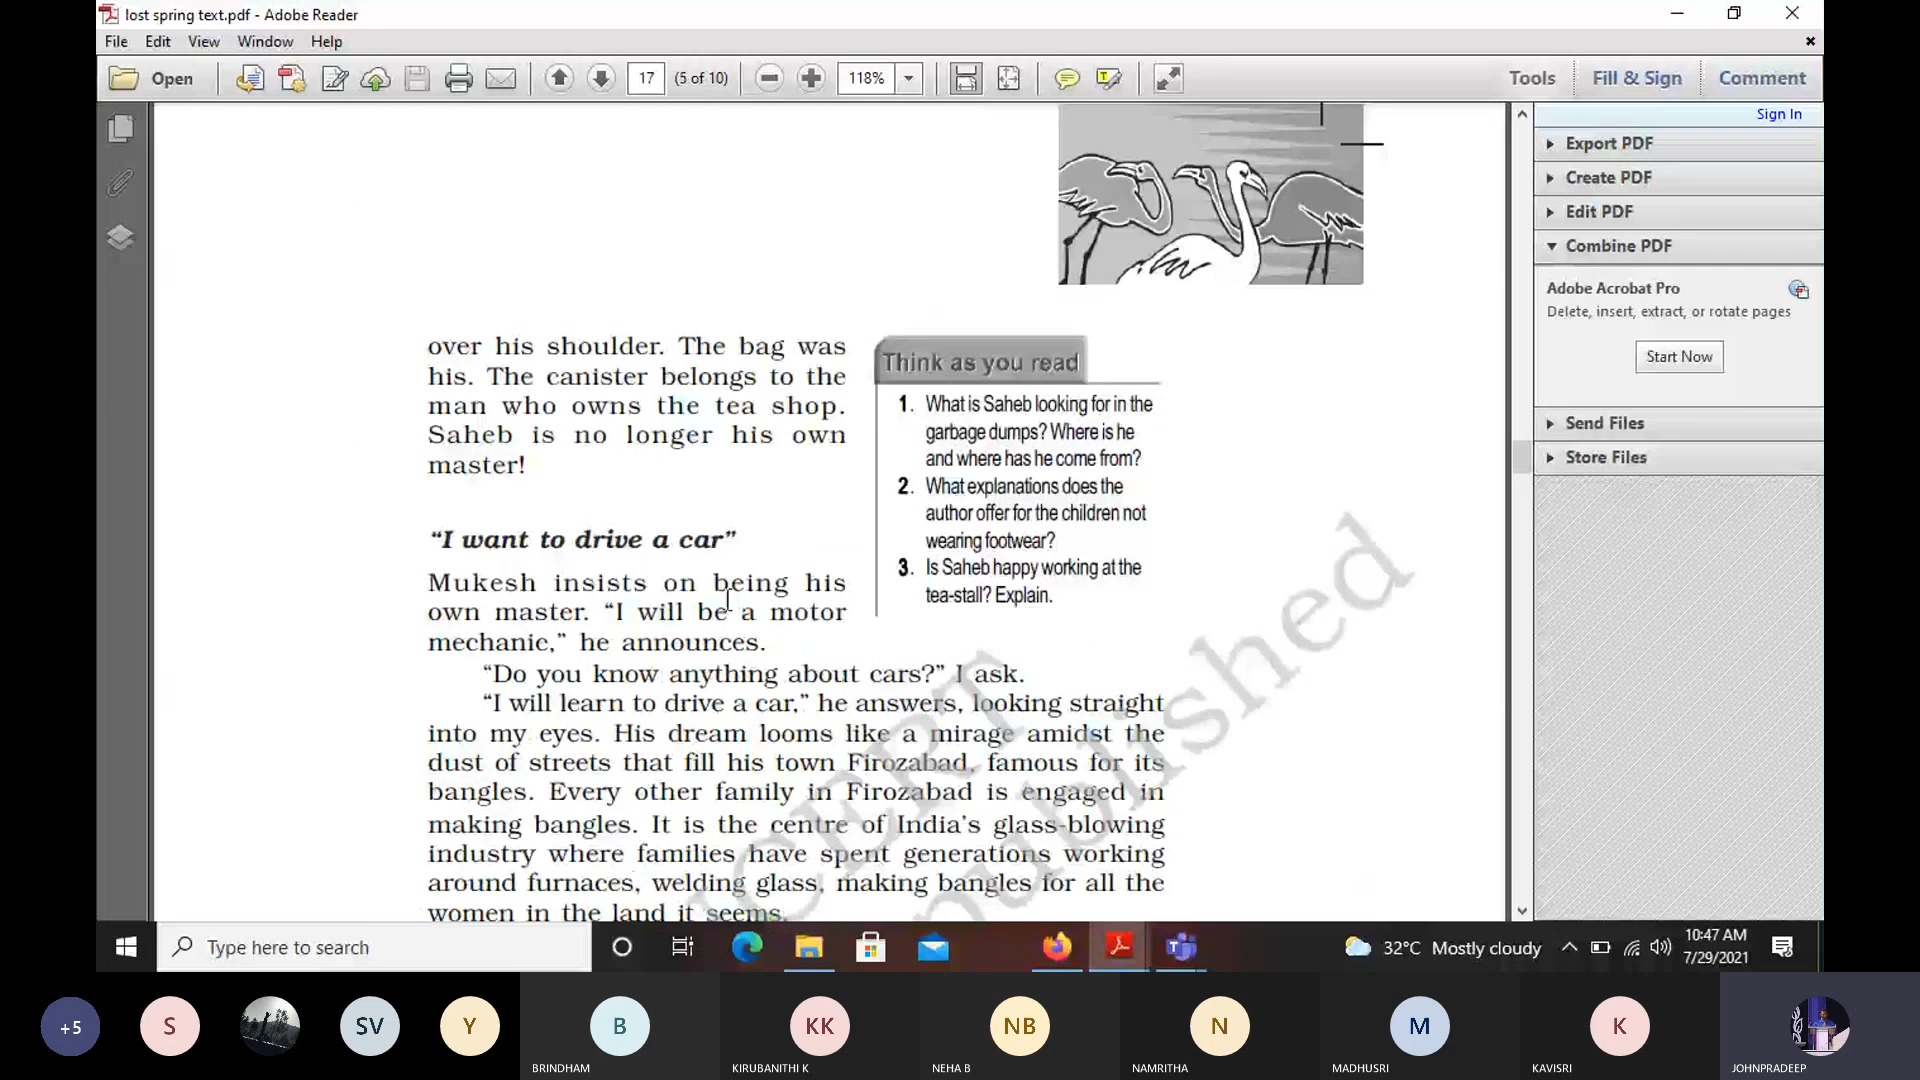 lost spring text.pdf - Adobe Reader
File Edit View Window Help
Open 17 (5 of 10) 118% Tools Fill & Sign Comment
Sign In
Export PDF
Create PDF
Edit PDF
Combine PDF
Adobe Acrobat Pro
Delete, insert, extract, or rotate pages
Start Now
Send Files
Store Files
over his shoulder. The bag was
his. The canister belongs to the
man who owns the tea shop.
Saheb is no longer his own
master!
Think as you read
1. What is Saheb looking for in the
garbage dumps? Where is he
and where has he come from?
2. What explanations does the
author offer for the children not
wearing footwear?
3. Is Saheb happy working at the
tea-stall? Explain.
“I want to drive a car”
Mukesh insists on being his
own master. “I will be a motor
mechanic,” he announces.
“Do you know anything about cars?” I ask.
“I will learn to drive a car,” he answers, looking straight
into my eyes. His dream looms like a mirage amidst the
dust of streets that fill his town Firozabad, famous for its
bangles. Every other family in Firozabad is engaged in
making bangles. It is the centre of India’s glass-blowing
industry where families have spent generations working
around furnaces, welding glass, making bangles for all the
women in the land it seems.
Type here to search
32°C Mostly cloudy
10:47 AM
7/29/2021
+5 S SV Y B KK NB N M K
BRINDHAM KIRUBANITHI K NEHA B NAMRITHA MADHUSRI KAVISRI JOHNPRADEEP